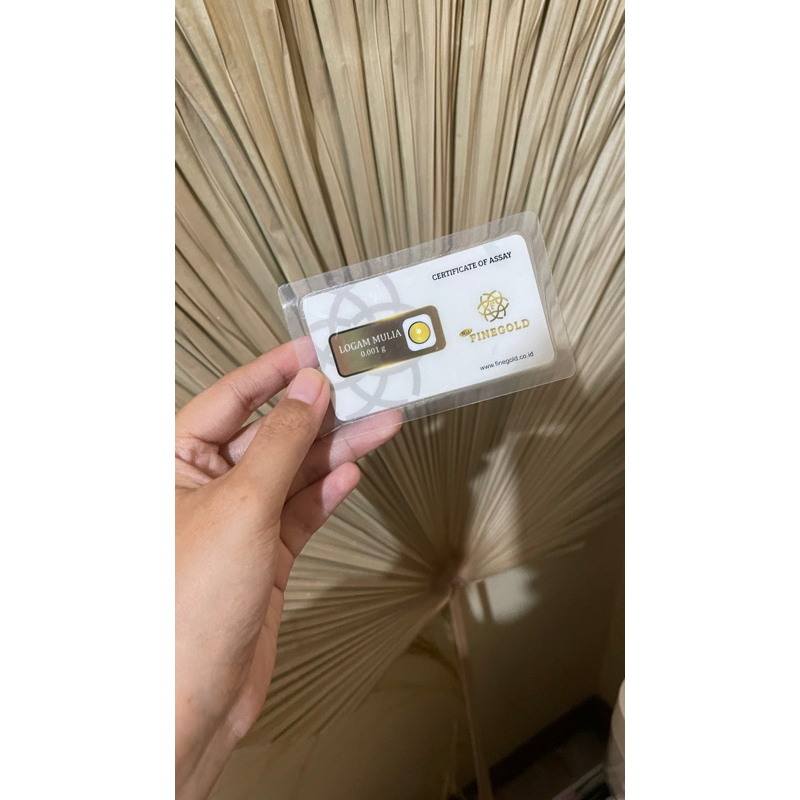 CERTIFICATE OF ASSAY
LOGAM MULIA
0.001 g
FINEGOLD
www.finegold.co.id